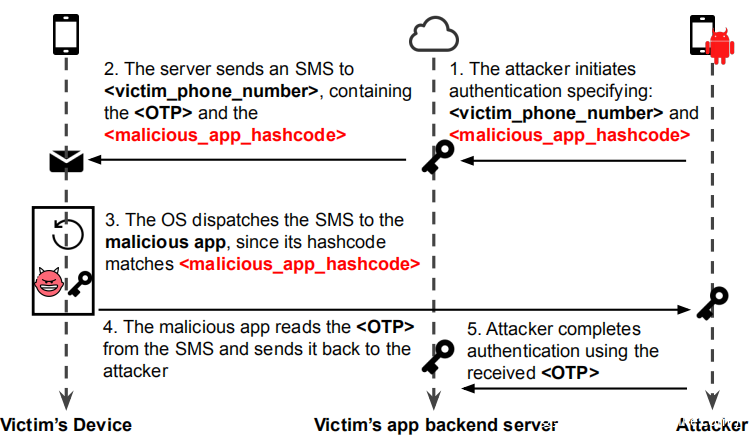 2. The server sends an SMS to
<victim_phone_number>, containing
the <OTP> and the
<malicious_app_hashcode>
1. The attacker initiates
authentication specifying:
<victim_phone_number> and
<malicious_app_hashcode>
3. The OS dispatches the SMS to the
malicious app, since its hashcode
matches <malicious_app_hashcode>
4. The malicious app reads the <OTP>
from the SMS and sends it back to the
attacker
5. Attacker completes
authentication using the
received <OTP>
Victim's Device
Victim's app backend server
Attacker